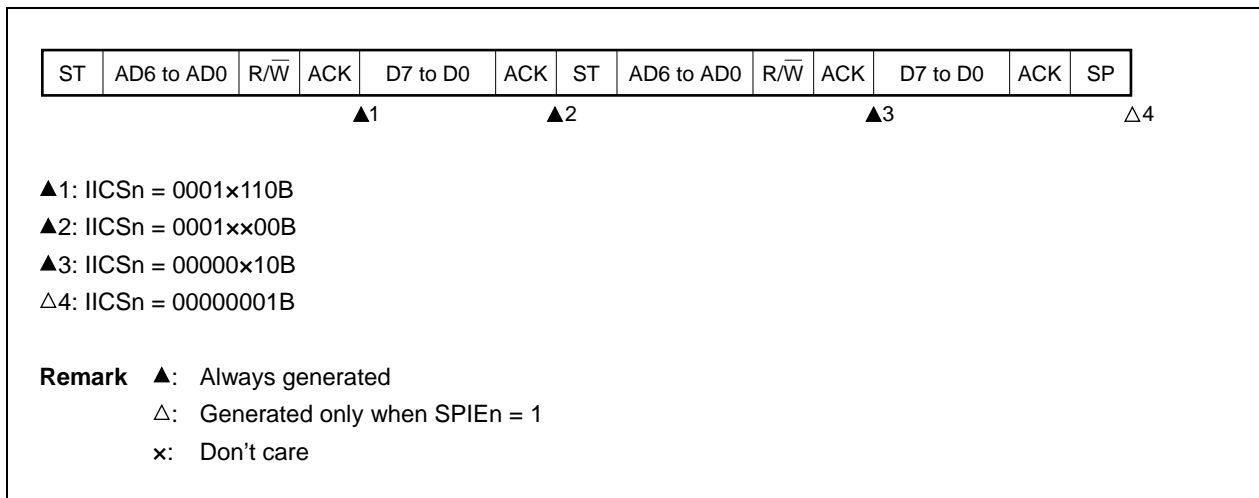 ST AD6 to AD0 R/W̅ ACK D7 to D0 ACK ST AD6 to AD0 R/W̅ ACK D7 to D0 ACK SP
▲1 ▲2 ▲3 △4
▲1: IICSn = 0001×110B
▲2: IICSn = 0001××00B
▲3: IICSn = 00000×10B
△4: IICSn = 00000001B
Remark ▲: Always generated
△: Generated only when SPIEn = 1
×: Don't care